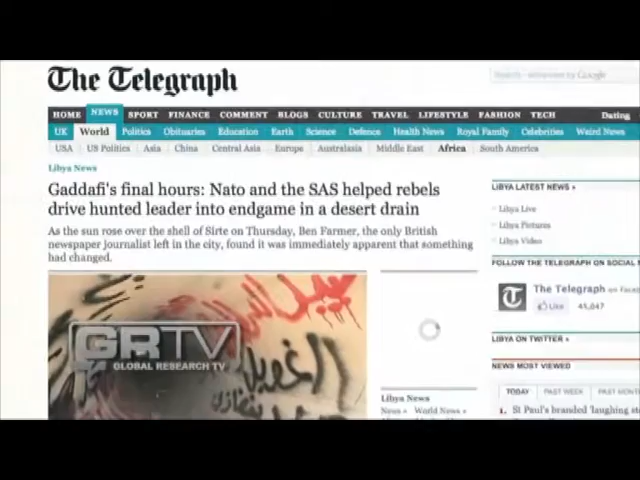 The Telegraph
Search - enhanced by Google
HOME NEWS SPORT FINANCE COMMENT BLOGS CULTURE TRAVEL LIFESTYLE FASHION TECH Dating
UK World Politics Obituaries Education Earth Science Defence Health News Royal Family Celebrities Weird News
USA US Politics Asia China Central Asia Europe Australasia Middle East Africa South America
Libya News
Gaddafi's final hours: Nato and the SAS helped rebels
drive hunted leader into endgame in a desert drain
As the sun rose over the shell of Sirte on Thursday, Ben Farmer, the only British
newspaper journalist left in the city, found it was immediately apparent that something
had changed.
LIBYA LATEST NEWS »
Libya Live
Libya Pictures
Libya Video
FOLLOW THE TELEGRAPH ON SOCIAL
The Telegraph on Face
Like
LIBYA ON TWITTER »
NEWS MOST VIEWED
TODAY PAST WEEK PAST MONTH
1. St Paul's branded 'laughing
GRTV
GLOBAL RESEARCH TV
Libya News
News » World News »